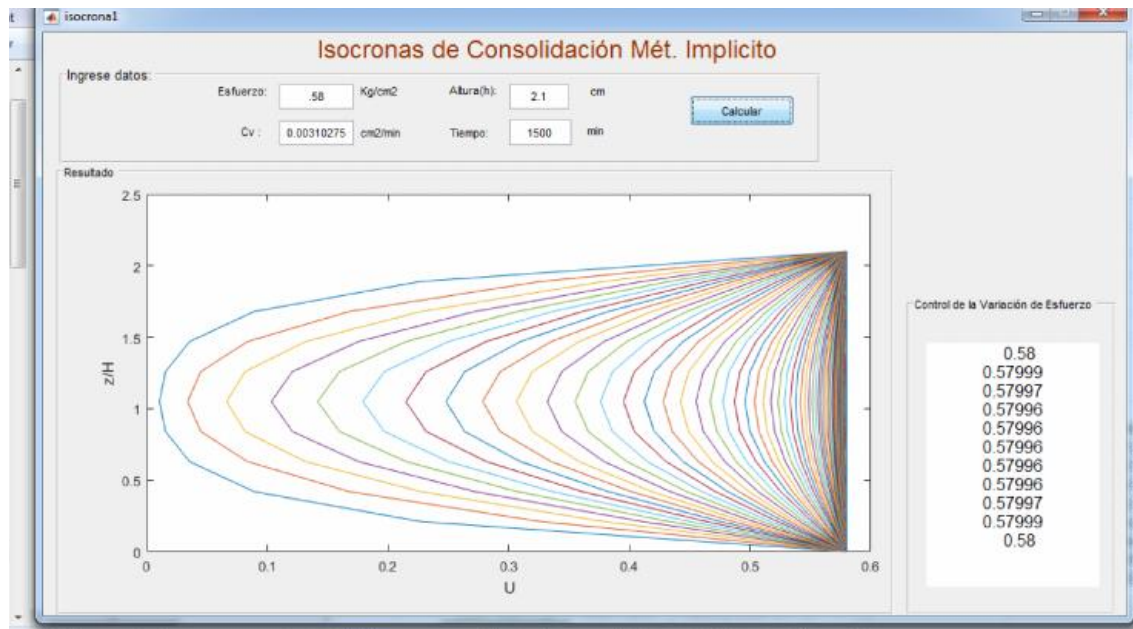 isocrona1
Isocronas de Consolidación Mét. Implicito
Ingrese datos:
Esfuerzo: .58 Kg/cm2 Altura(h): 2.1 cm
Calcular
Cv : 0.00310275 cm2/min Tiempo: 1500 min
Resultado
2.5
2
1.5
1
0.5
0
z/H
0 0.1 0.2 0.3 0.4 0.5 0.6
U
Control de la Variación de Esfuerzo
0.58
0.57999
0.57997
0.57996
0.57996
0.57996
0.57996
0.57996
0.57997
0.57999
0.58